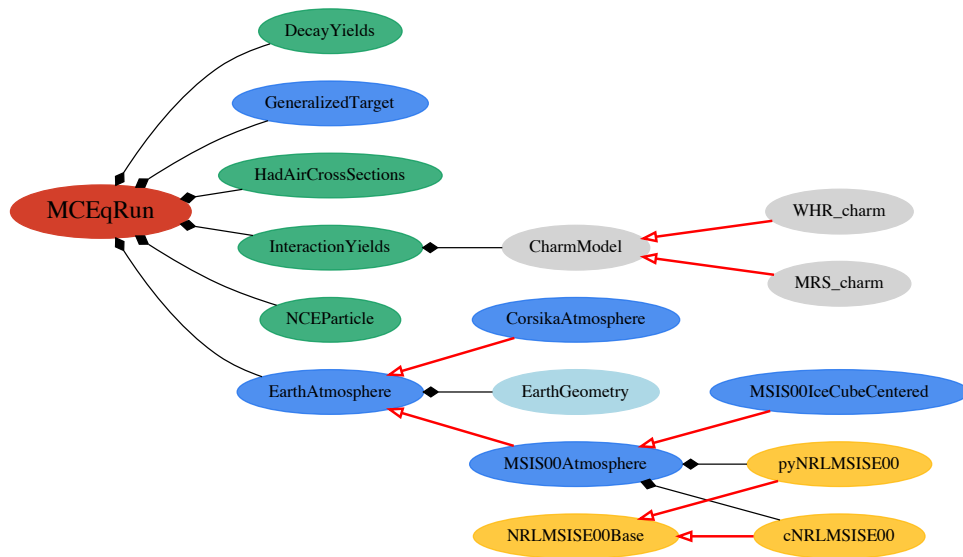 DecayYields
GeneralizedTarget
HadAirCrossSections
MCEqRun
WHR_charm
InteractionYields
CharmModel
MRS_charm
NCEParticle
CorsikaAtmosphere
EarthAtmosphere
EarthGeometry
MSIS00IceCubeCentered
MSIS00Atmosphere
pyNRLMSISE00
NRLMSISE00Base
cNRLMSISE00